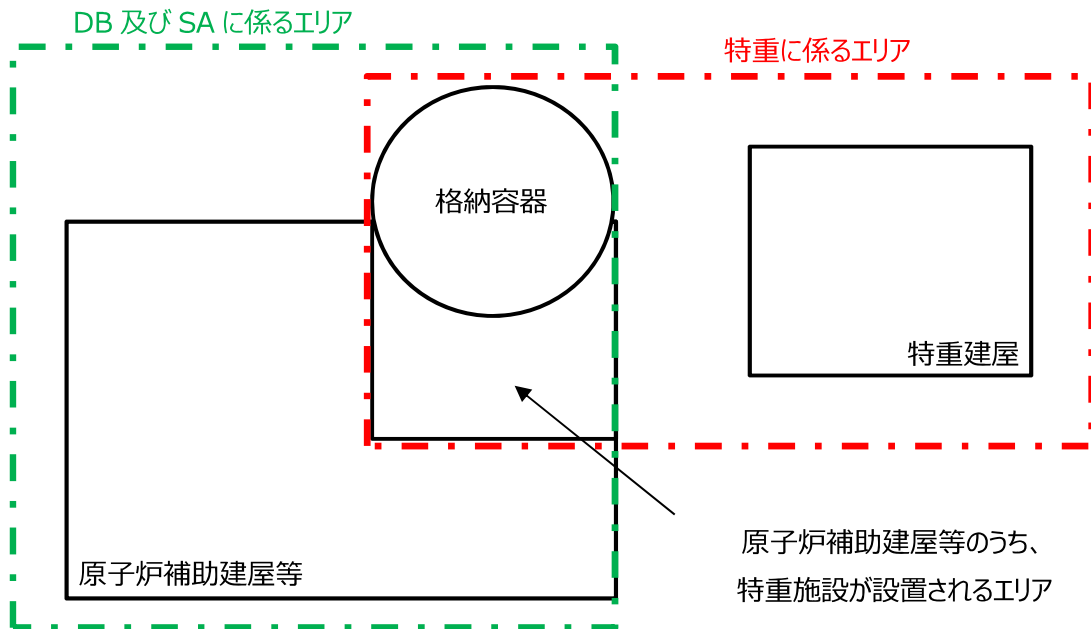 DB 及び SA に係るエリア
特重に係るエリア
格納容器
特重建屋
原子炉補助建屋等のうち、
特重施設が設置されるエリア
原子炉補助建屋等